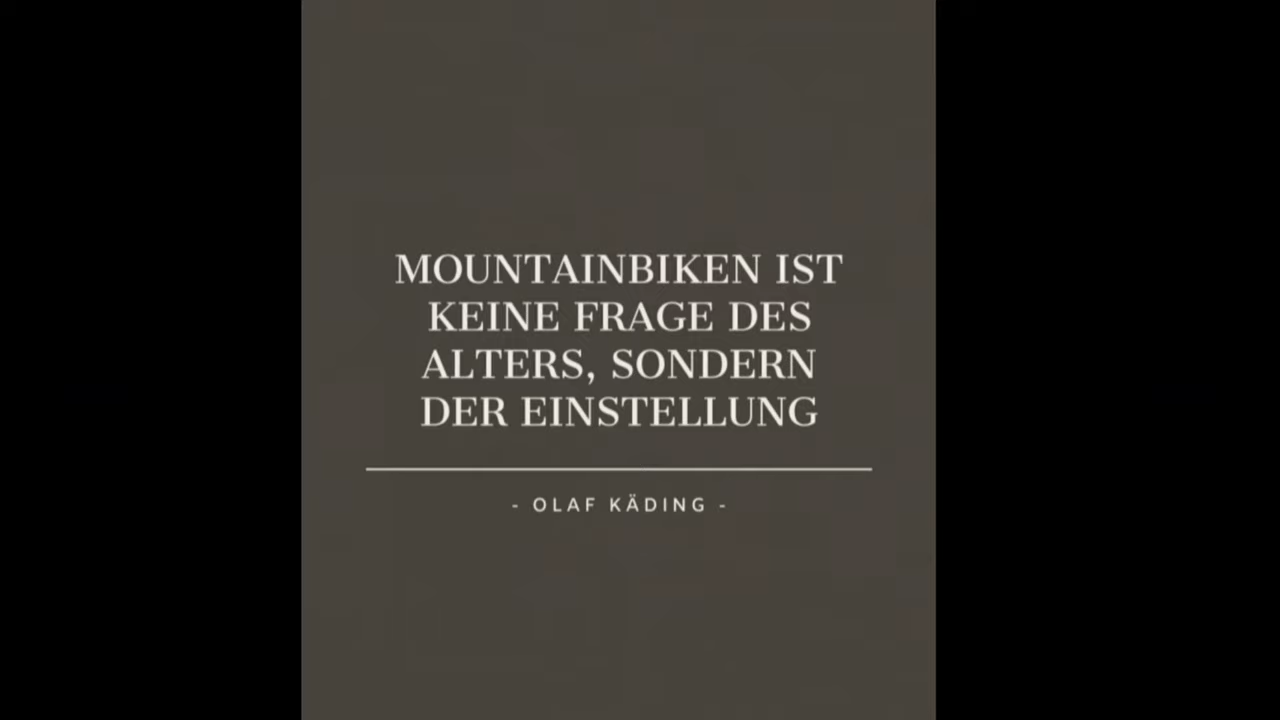 MOUNTAINBIKEN IST
KEINE FRAGE DES
ALTERS, SONDERN
DER EINSTELLUNG
- OLAF KÄDING -